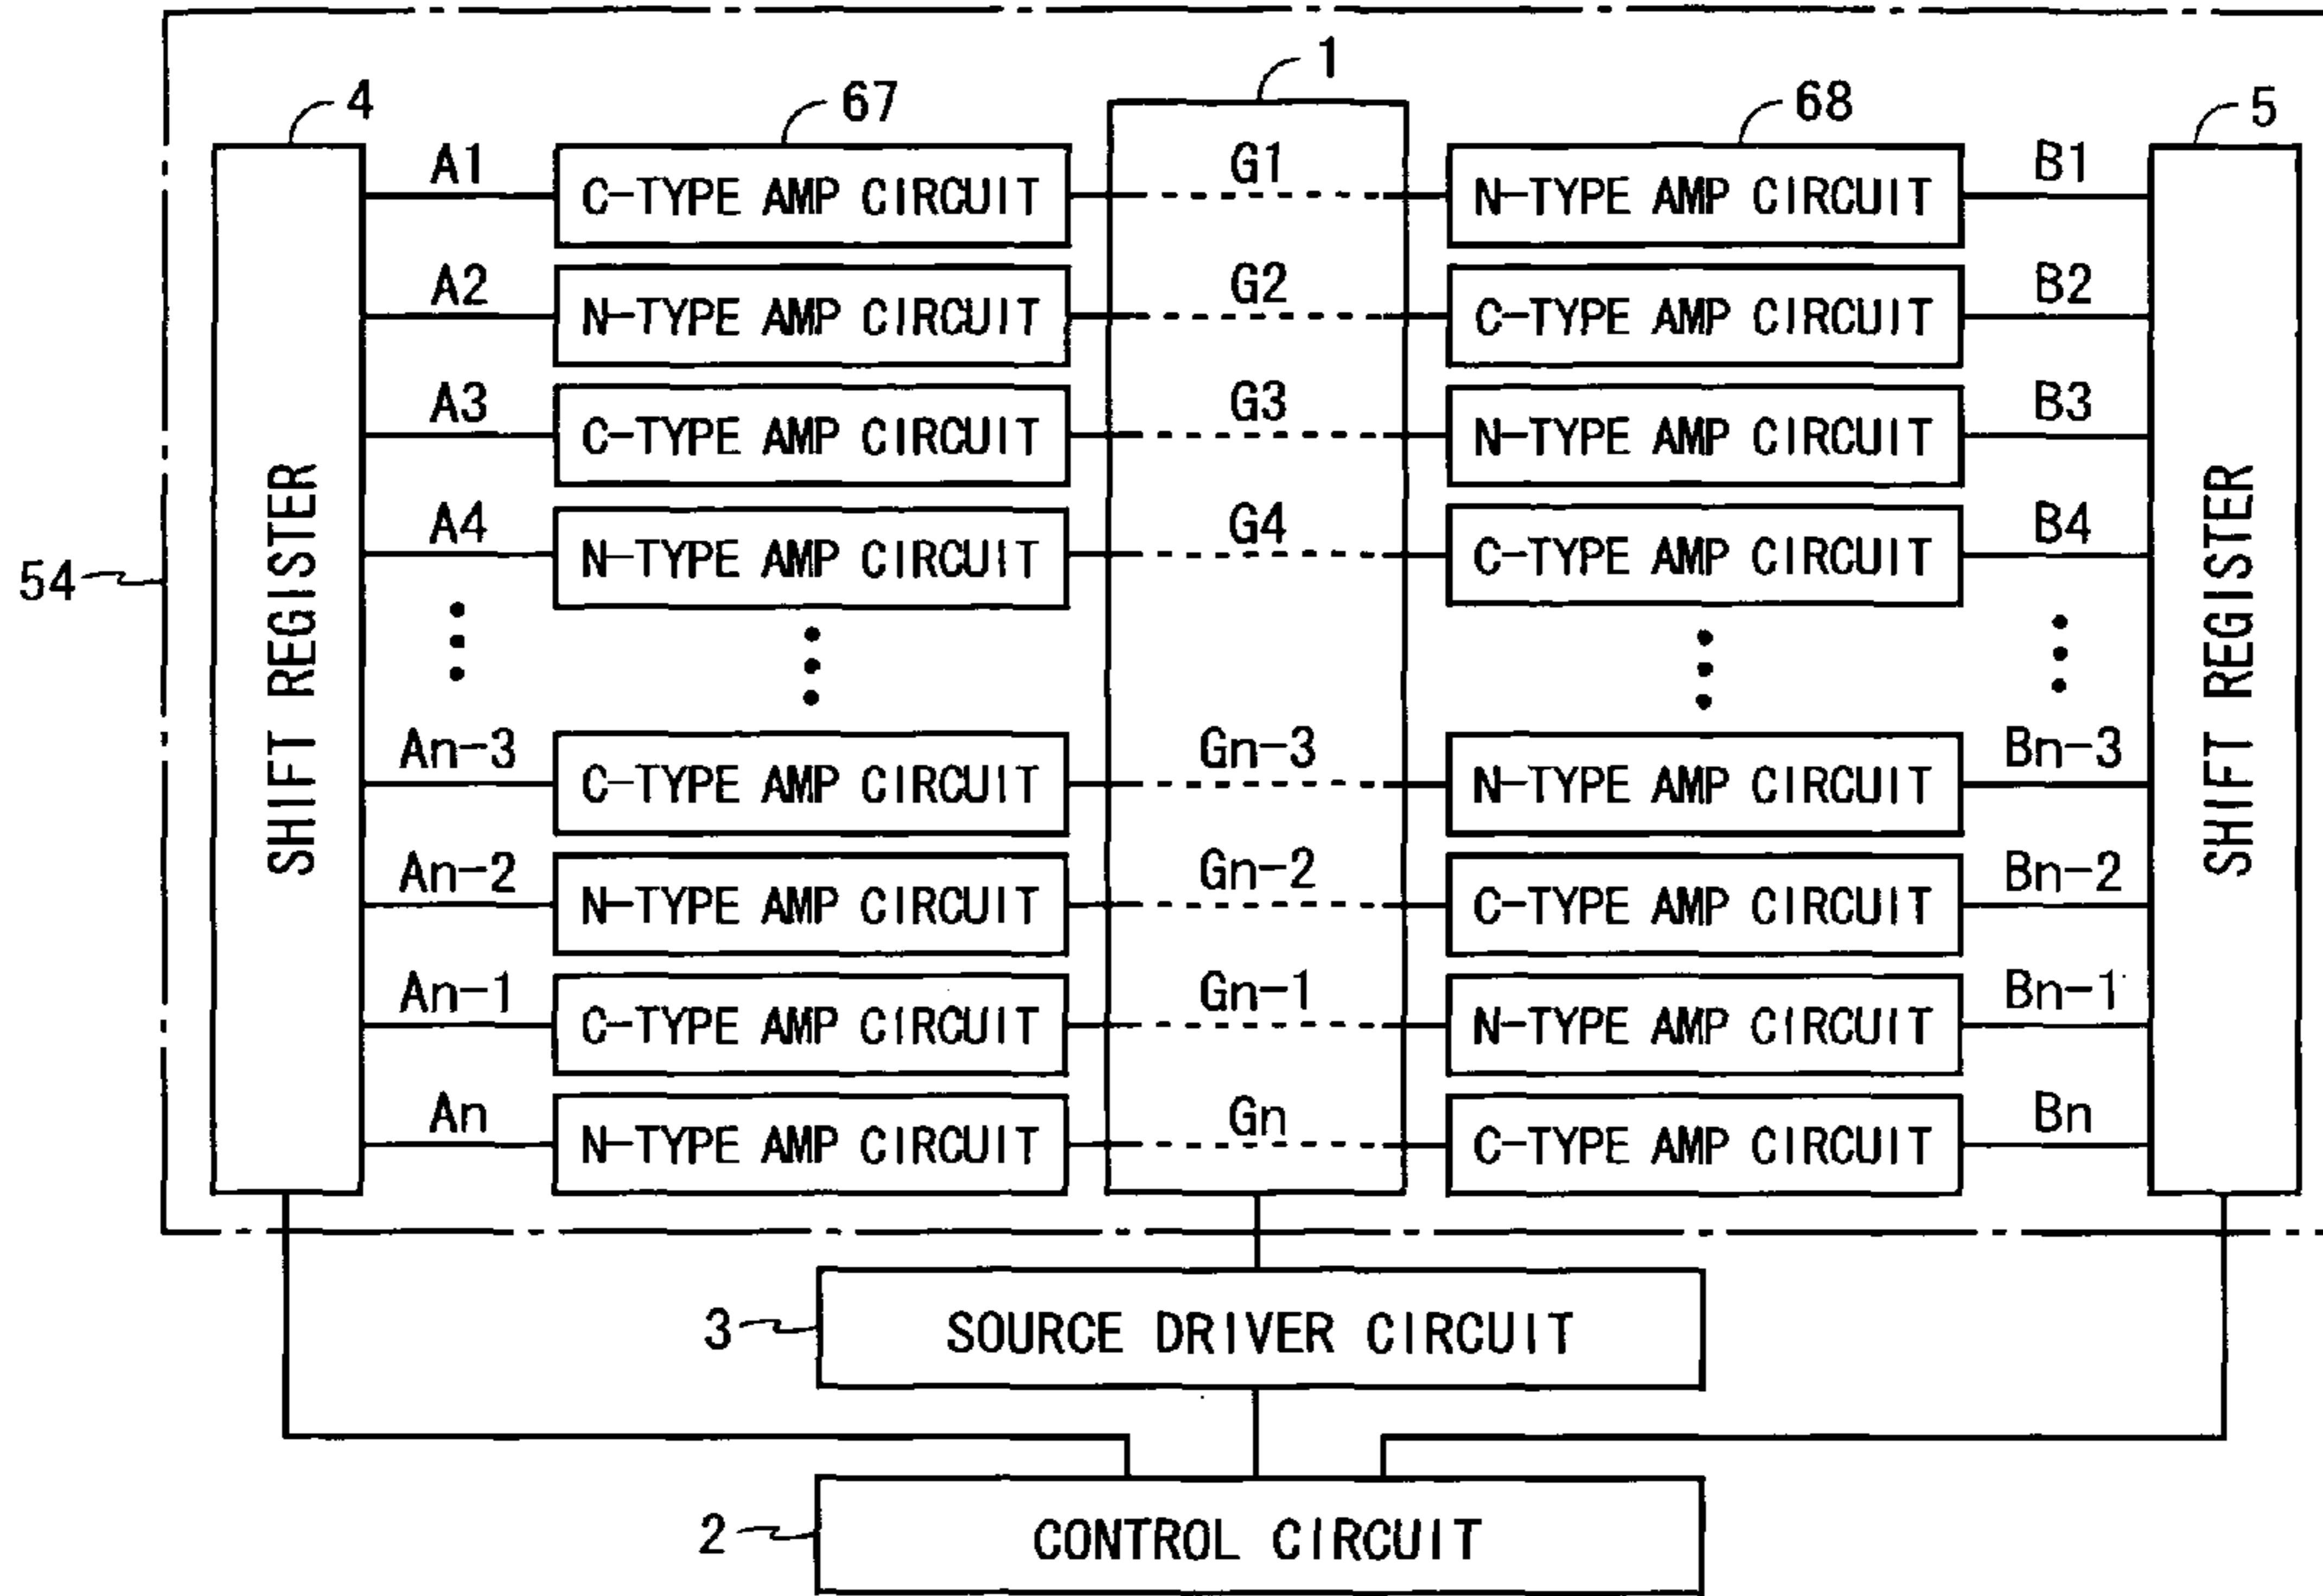 1
4 67 68 5
A1 C-TYPE AMP CIRCUIT G1 N-TYPE AMP CIRCUIT B1
A2 N-TYPE AMP CIRCUIT G2 C-TYPE AMP CIRCUIT B2
A3 C-TYPE AMP CIRCUIT G3 N-TYPE AMP CIRCUIT B3
A4 N-TYPE AMP CIRCUIT G4 C-TYPE AMP CIRCUIT B4
54
SHIFT REGISTER
SHIFT REGISTER
An-3 C-TYPE AMP CIRCUIT Gn-3 N-TYPE AMP CIRCUIT Bn-3
An-2 N-TYPE AMP CIRCUIT Gn-2 C-TYPE AMP CIRCUIT Bn-2
An-1 C-TYPE AMP CIRCUIT Gn-1 N-TYPE AMP CIRCUIT Bn-1
An N-TYPE AMP CIRCUIT Gn C-TYPE AMP CIRCUIT Bn
3 SOURCE DRIVER CIRCUIT
2 CONTROL CIRCUIT